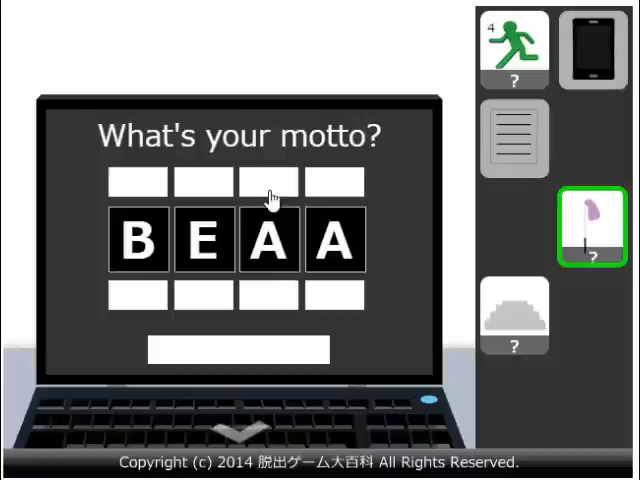 What's your motto?
B E A A
4
?
?
?
Copyright (c) 2014 脱出ゲーム大百科 All Rights Reserved.